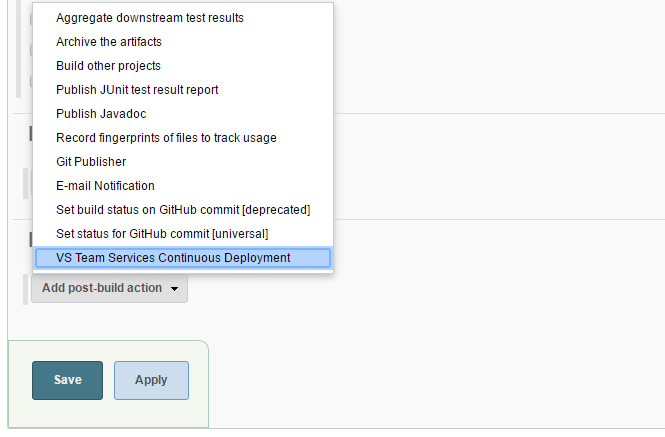 Aggregate downstream test results
Archive the artifacts
Build other projects
Publish JUnit test result report
Publish Javadoc
Record fingerprints of files to track usage
Git Publisher
E-mail Notification
Set build status on GitHub commit [deprecated]
Set status for GitHub commit [universal]
VS Team Services Continuous Deployment
Add post-build action
Save
Apply